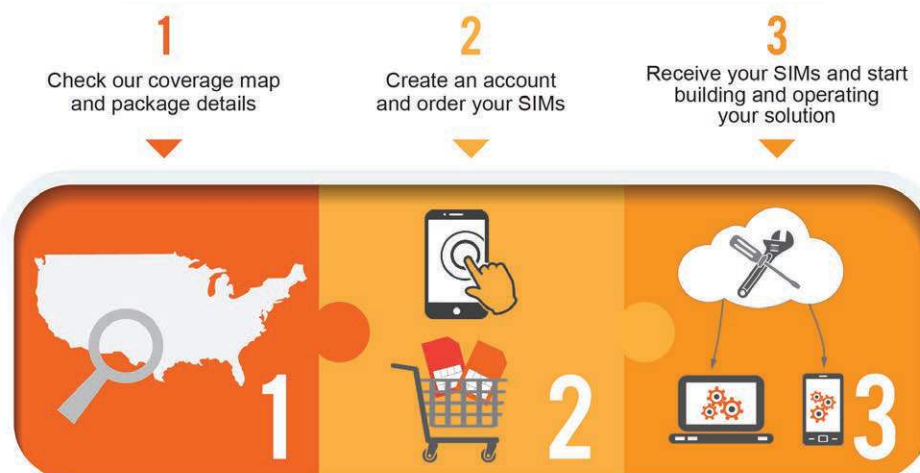 1
Check our coverage map
and package details
2
Create an account
and order your SIMs
3
Receive your SIMs and start
building and operating
your solution
1
2
3